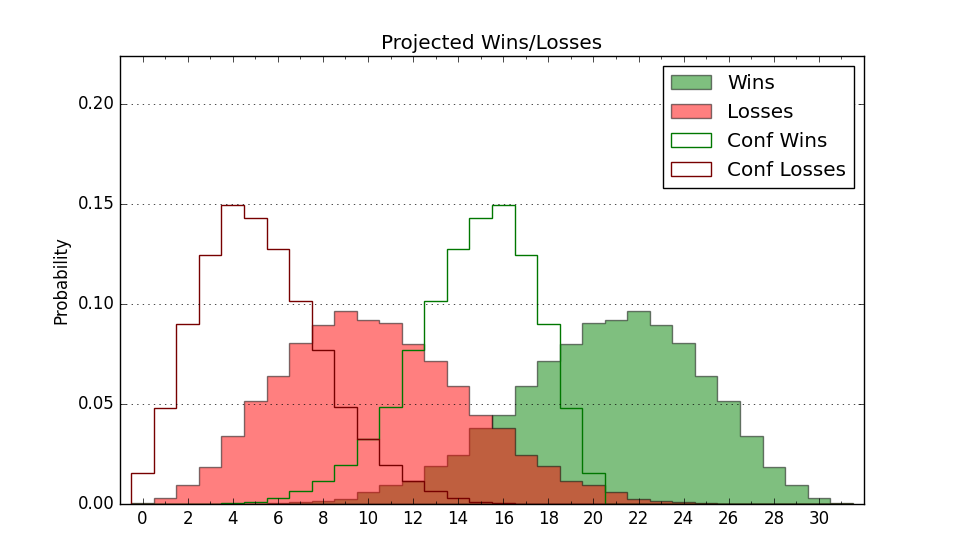 Projected Wins/Losses
Wins
Losses
Conf Wins
Conf Losses
Probability
0.20
0.15
0.10
0.05
0.00
0 2 4 6 8 10 12 14 16 18 20 22 24 26 28 30